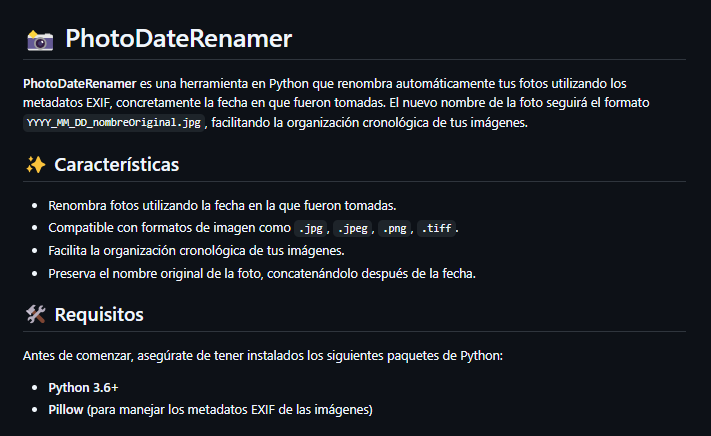 📸 PhotoDateRenamer
PhotoDateRenamer es una herramienta en Python que renombra automáticamente tus fotos utilizando los
metadatos EXIF, concretamente la fecha en que fueron tomadas. El nuevo nombre de la foto seguirá el formato
YYYY_MM_DD_nombreOriginal.jpg, facilitando la organización cronológica de tus imágenes.
✨ Características
• Renombra fotos utilizando la fecha en la que fueron tomadas.
• Compatible con formatos de imagen como .jpg, .jpeg, .png, .tiff.
• Facilita la organización cronológica de tus imágenes.
• Preserva el nombre original de la foto, concatenándolo después de la fecha.
🛠️ Requisitos
Antes de comenzar, asegúrate de tener instalados los siguientes paquetes de Python:
• Python 3.6+
• Pillow (para manejar los metadatos EXIF de las imágenes)